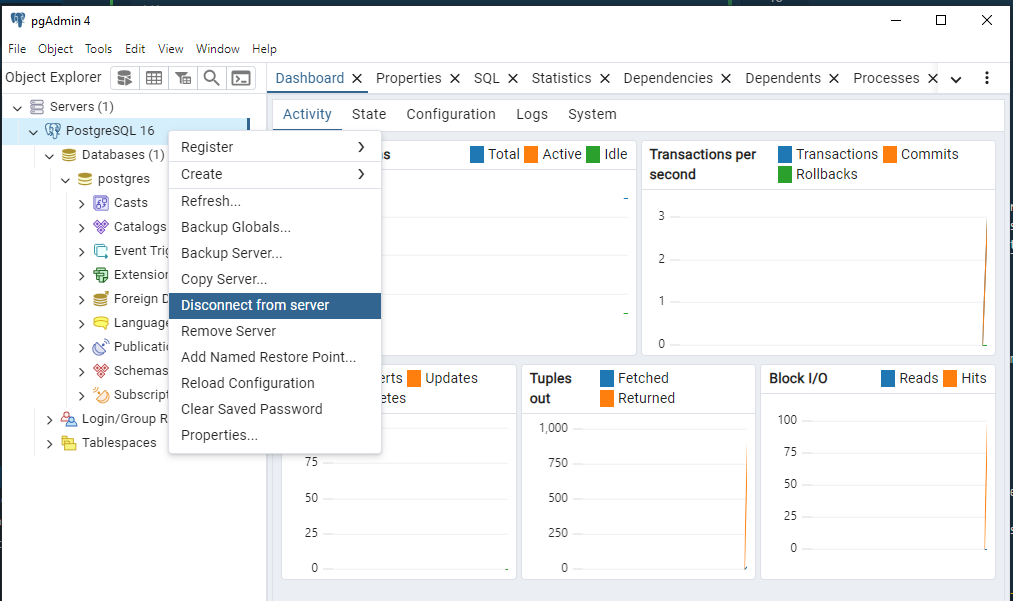 pgAdmin 4
File Object Tools Edit View Window Help
Object Explorer
Dashboard Properties SQL Statistics Dependencies Dependents Processes
Servers (1)
PostgreSQL 16
Databases (1)
postgres
Casts
Catalogs
Event Trig
Extension
Foreign D
Language
Publicati
Schemas
Subscript
Login/Group R
Tablespaces
Register
Create
Refresh...
Backup Globals...
Backup Server...
Copy Server...
Disconnect from server
Remove Server
Add Named Restore Point...
Reload Configuration
Clear Saved Password
Properties...
Activity State Configuration Logs System
s Total Active Idle
Transactions per
second
Transactions Commits
Rollbacks
3
2
1
0
erts Updates
etes
75
50
25
0
Tuples
out
Fetched
Returned
1,000
750
500
250
0
Block I/O Reads Hits
100
75
50
25
0